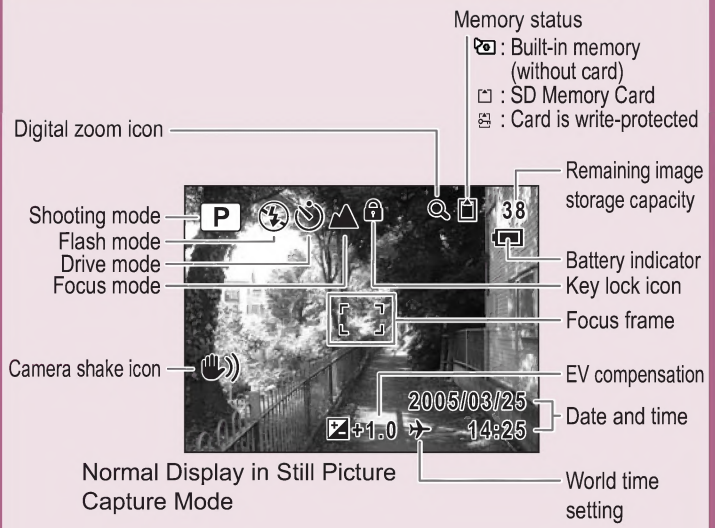 Memory status
: Built-in memory
(without card)
: SD Memory Card
: Card is write-protected
Digital zoom icon
Remaining image
storage capacity
Shooting mode
Flash mode
Drive mode
Focus mode
P
38
Battery indicator
Key lock icon
Focus frame
Camera shake icon
EV compensation
2005/03/25
Date and time
+1.0
14:25
Normal Display in Still Picture
Capture Mode
World time
setting